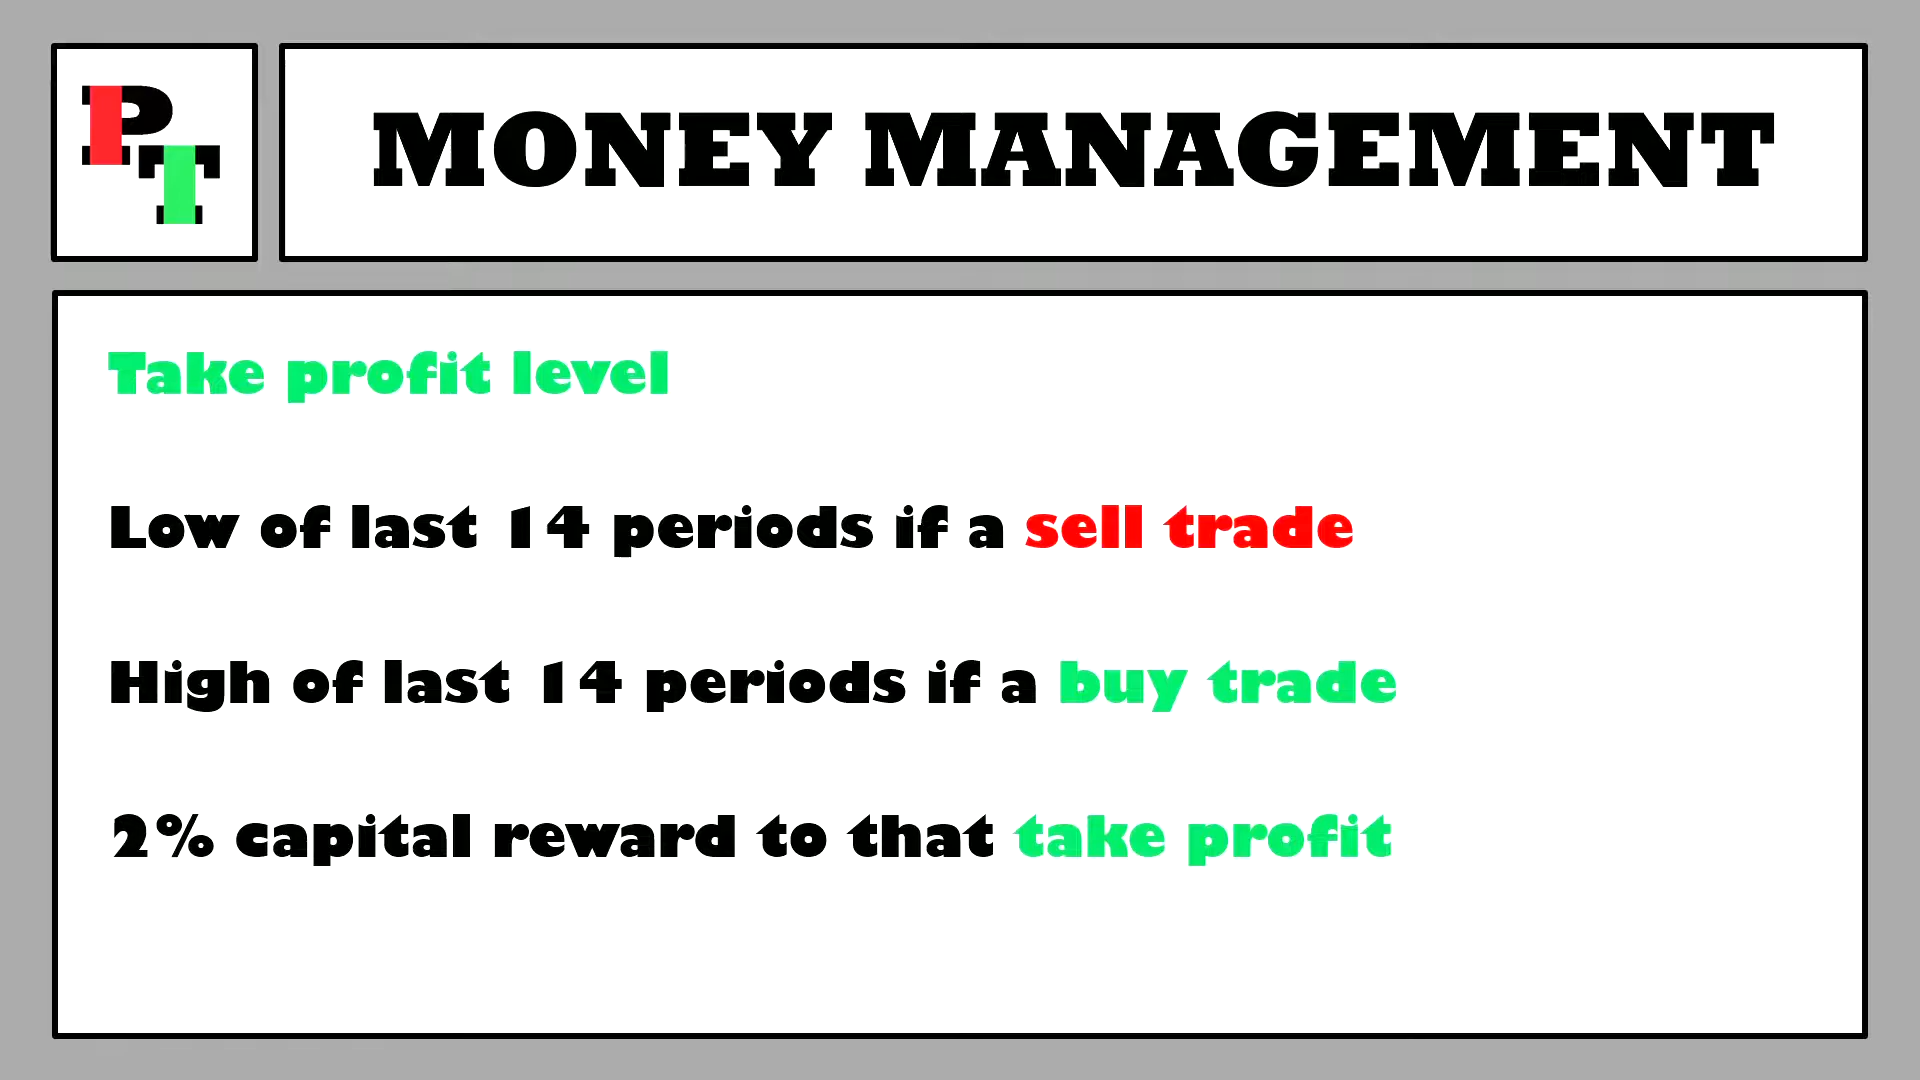 PT
MONEY MANAGEMENT
Take profit level
Low of last 14 periods if a sell trade
High of last 14 periods if a buy trade
2% capital reward to that take profit